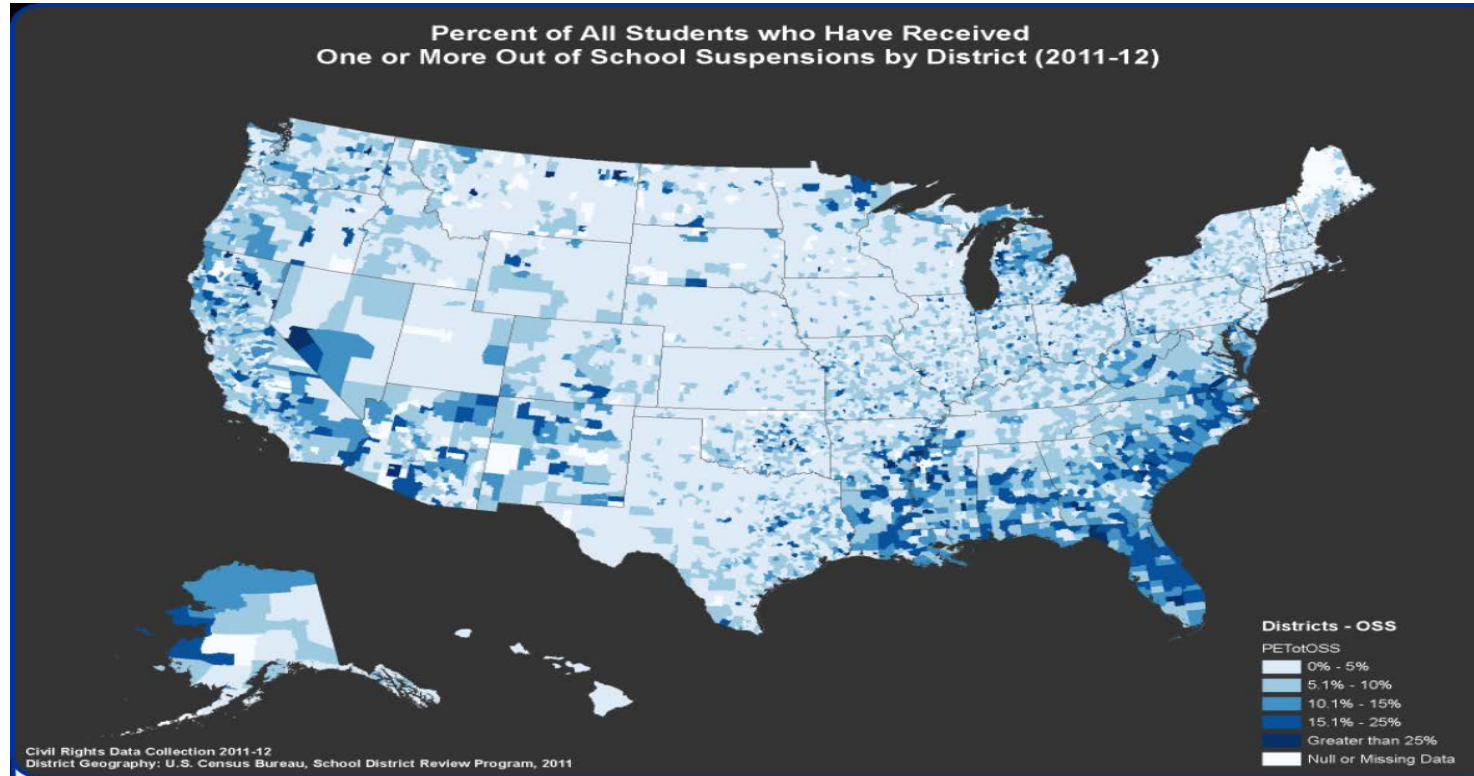 Percent of All Students who Have Received
One or More Out of School Suspensions by District (2011-12)
Districts - OSS
PETotOSS
0% - 5%
5.1% - 10%
10.1% - 15%
15.1% - 25%
Greater than 25%
Null or Missing Data
Civil Rights Data Collection 2011-12
District Geography: U.S. Census Bureau, School District Review Program, 2011